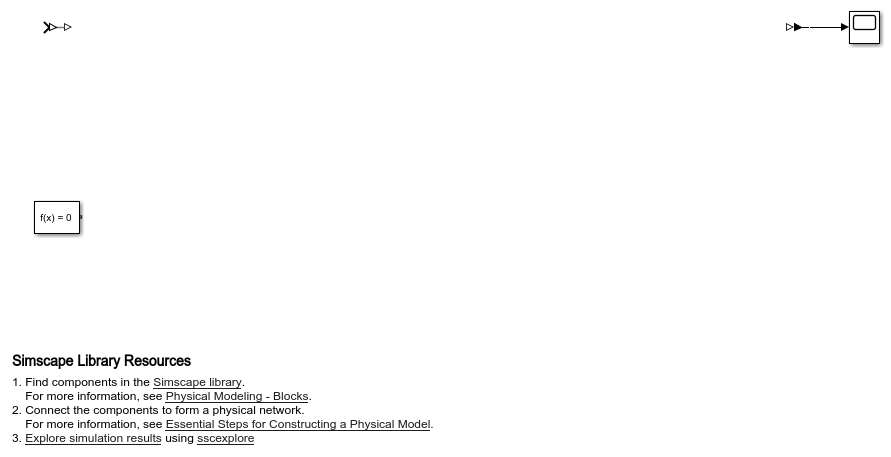 f(x) = 0
Simscape Library Resources
1. Find components in the Simscape library.
For more information, see Physical Modeling - Blocks.
2. Connect the components to form a physical network.
For more information, see Essential Steps for Constructing a Physical Model.
3. Explore simulation results using sscexplore